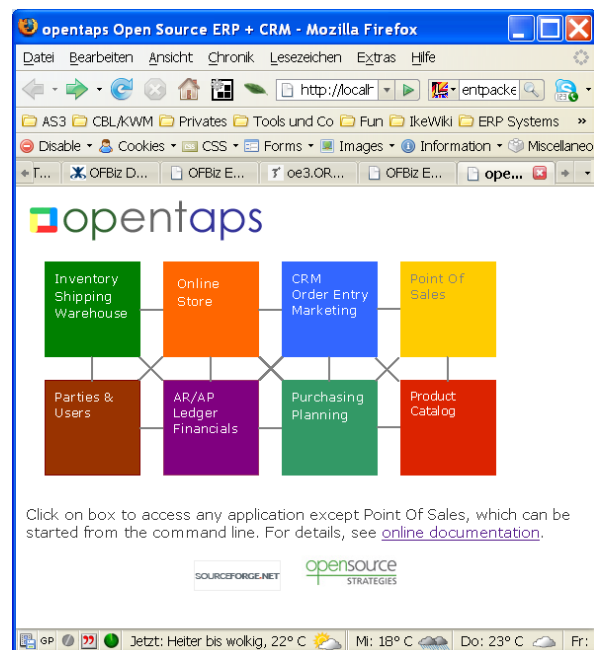 opentaps Open Source ERP + CRM - Mozilla Firefox
Datei Bearbeiten Ansicht Chronik Lesezeichen Extras Hilfe
http://localh entpacke
AS3 CBL/KWM Privates Tools und Co Fun IkeWiki ERP Systems »
Disable Cookies CSS Forms Images Information Miscellaneo
T... OFBiz D... OFBiz E... oe3.OR... OFBiz E... ope...
opentaps
Inventory
Shipping
Warehouse
Online
Store
CRM
Order Entry
Marketing
Point Of
Sales
Parties &
Users
AR/AP
Ledger
Financials
Purchasing
Planning
Product
Catalog
Click on box to access any application except Point Of Sales, which can be
started from the command line. For details, see online documentation.
SOURCEFORGE.NET
opensource
STRATEGIES
GP Jetzt: Heiter bis wolkig, 22° C Mi: 18° C Do: 23° C Fr: